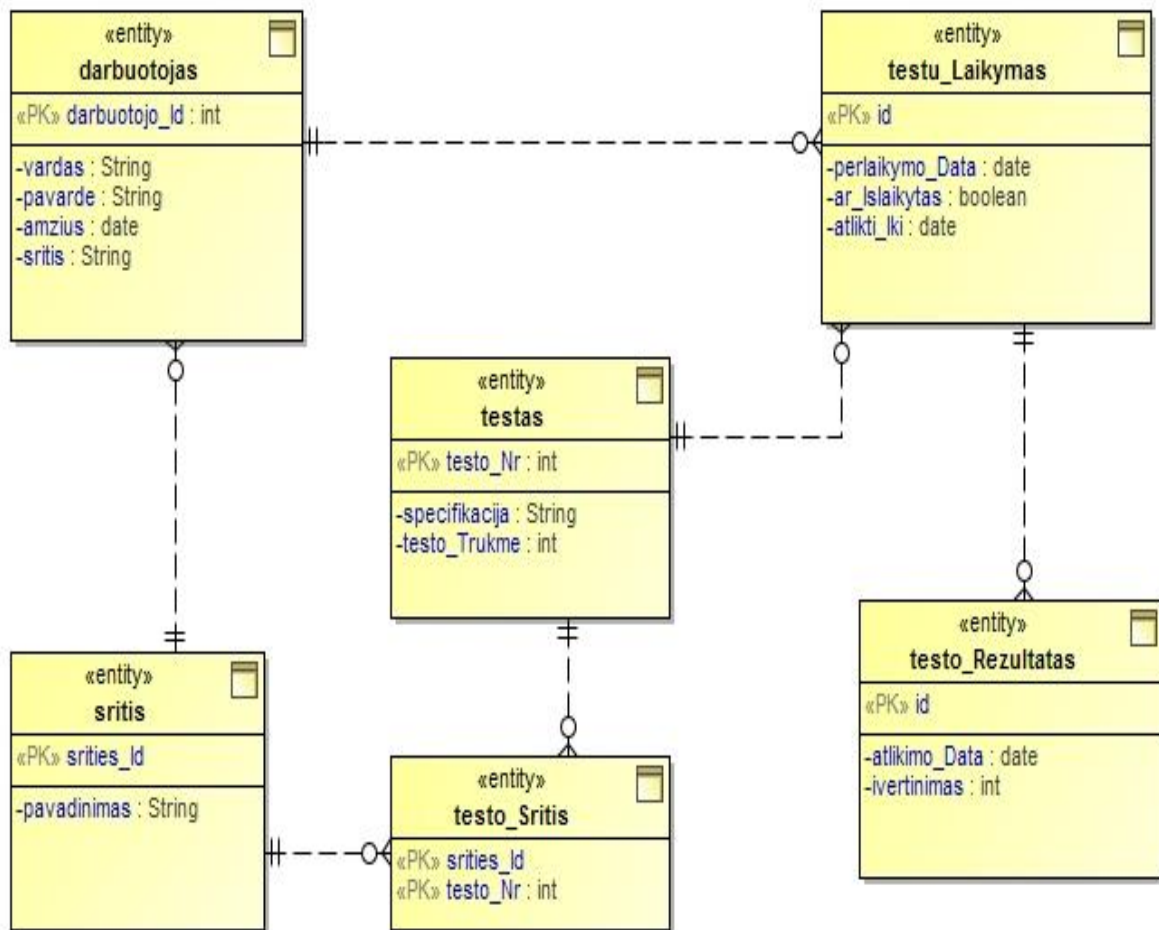 «entity»
darbuotojas
«PK» darbuotojo_Id : int
-vardas : String
-pavarde : String
-amzius : date
-sritis : String
«entity»
testu_Laikymas
«PK» id
-perlaikymo_Data : date
-ar_Islaikytas : boolean
-atlikti_Iki : date
«entity»
testas
«PK» testo_Nr : int
-specifikacija : String
-testo_Trukme : int
«entity»
sritis
«PK» srities_Id
-pavadinimas : String
«entity»
testo_Sritis
«PK» srities_Id
«PK» testo_Nr : int
«entity»
testo_Rezultatas
«PK» id
-atlikimo_Data : date
-ivertinimas : int